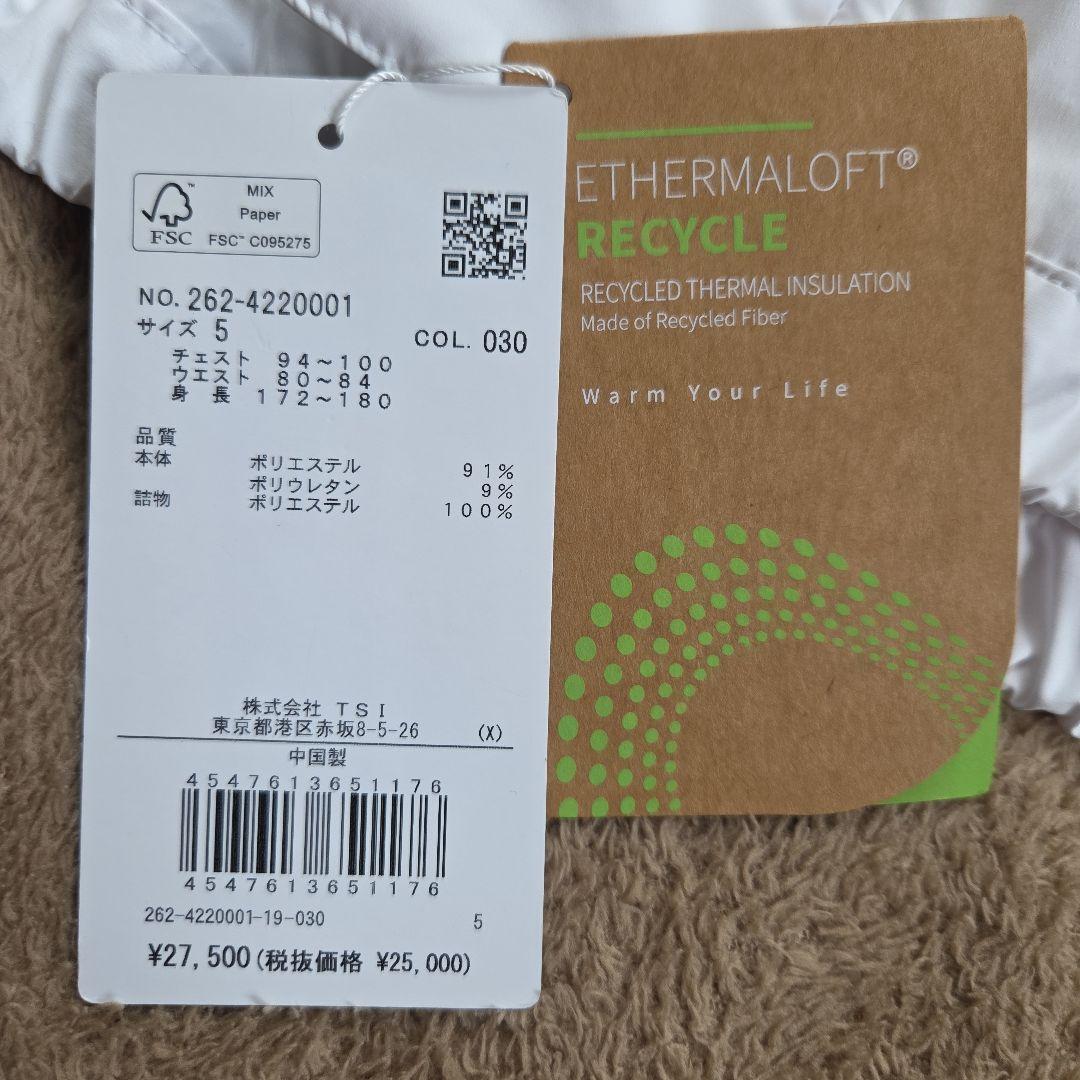 FSC™
MIX
Paper
FSC™ C095275
NO. 262-4220001
サイズ 5
COL. 030
チェスト 94～100
ウエスト 80～84
身 長 172～180
品質
本体 ポリエステル 91%
ポリウレタン 9%
詰物 ポリエステル 100%
株式会社 TSI
東京都港区赤坂8-5-26 (X)
中国製
4547613651176
4547613651176
262-4220001-19-030 5
¥27,500(税抜価格 ¥25,000)
ETHERMALOFT®
RECYCLE
RECYCLED THERMAL INSULATION
Made of Recycled Fiber
Warm Your Life